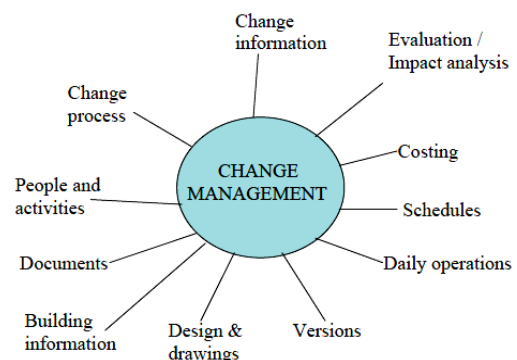 Change
information
Evaluation /
Impact analysis
Change
process
Costing
CHANGE
MANAGEMENT
People and
activities
Schedules
Documents
Daily operations
Building
information
Design &
drawings
Versions